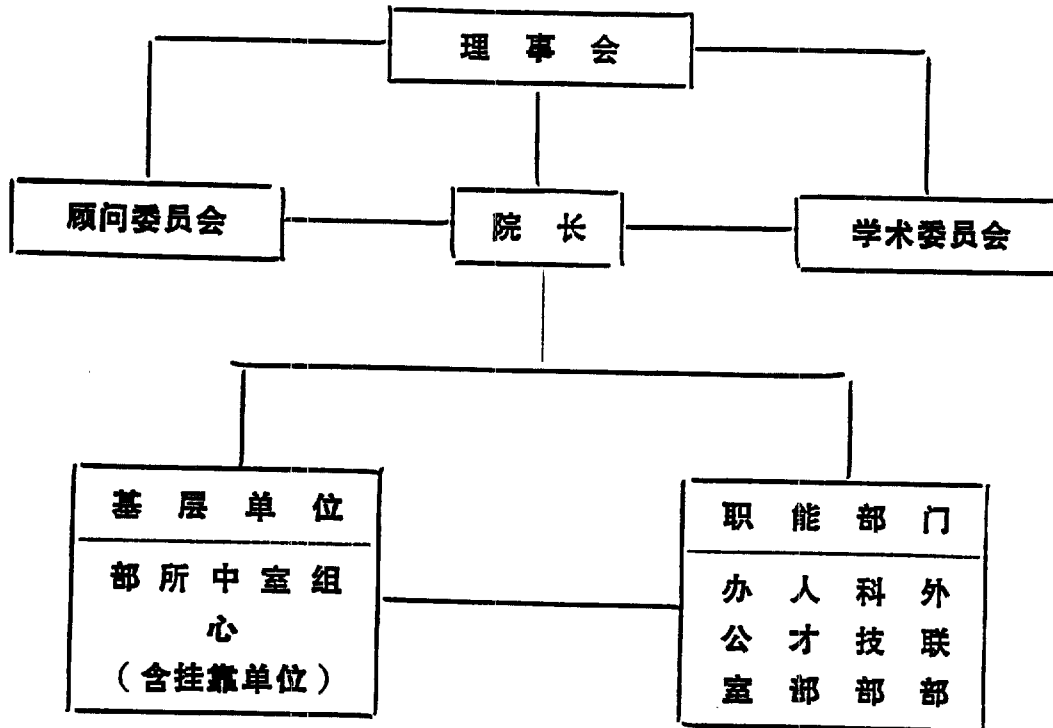 理事会
顾问委员会
院长
学术委员会
基层单位
部所中室组
心
（含挂靠单位）
职能部门
办人科外
公才技联
室部部部